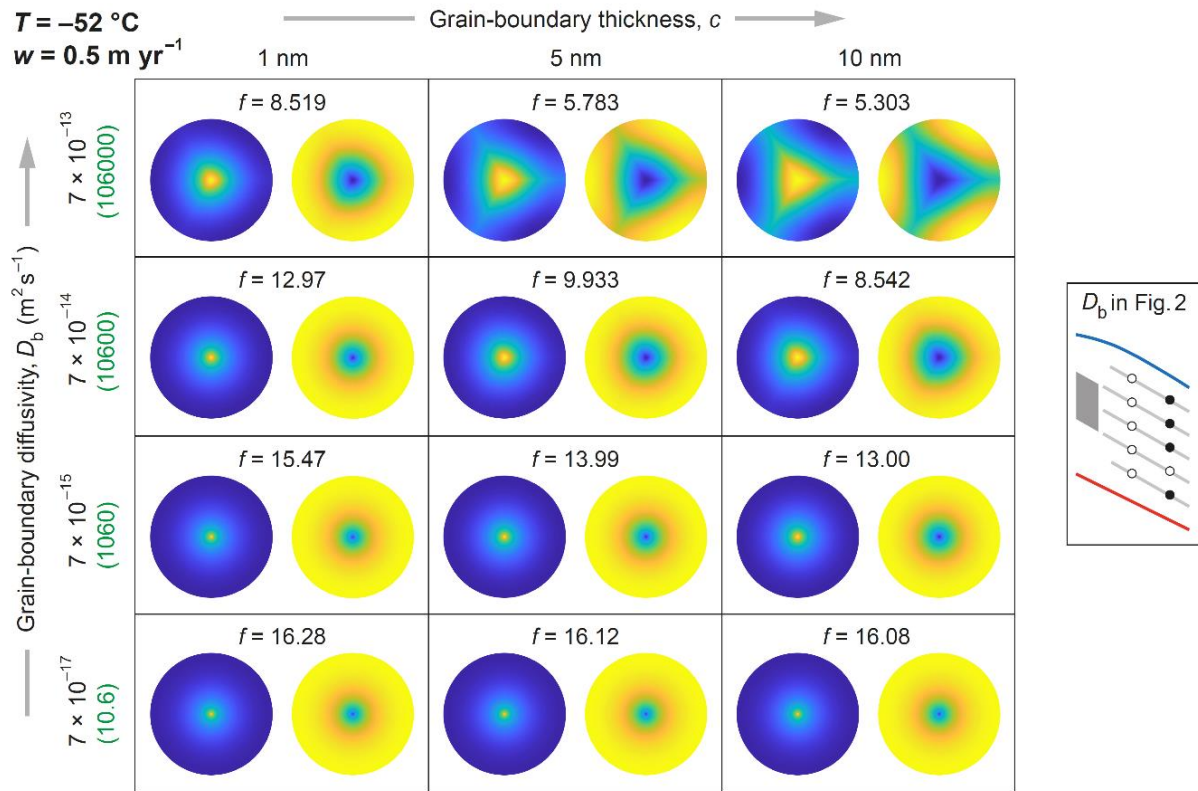 T = –52 °C
w = 0.5 m yr⁻¹
Grain-boundary thickness, c
1 nm 5 nm 10 nm
Grain-boundary diffusivity, D_b (m² s⁻¹)
7 × 10⁻¹³
(106000)
f = 8.519 f = 5.783 f = 5.303
7 × 10⁻¹⁴
(10600)
f = 12.97 f = 9.933 f = 8.542
7 × 10⁻¹⁵
(1060)
f = 15.47 f = 13.99 f = 13.00
7 × 10⁻¹⁷
(10.6)
f = 16.28 f = 16.12 f = 16.08
D_b in Fig. 2